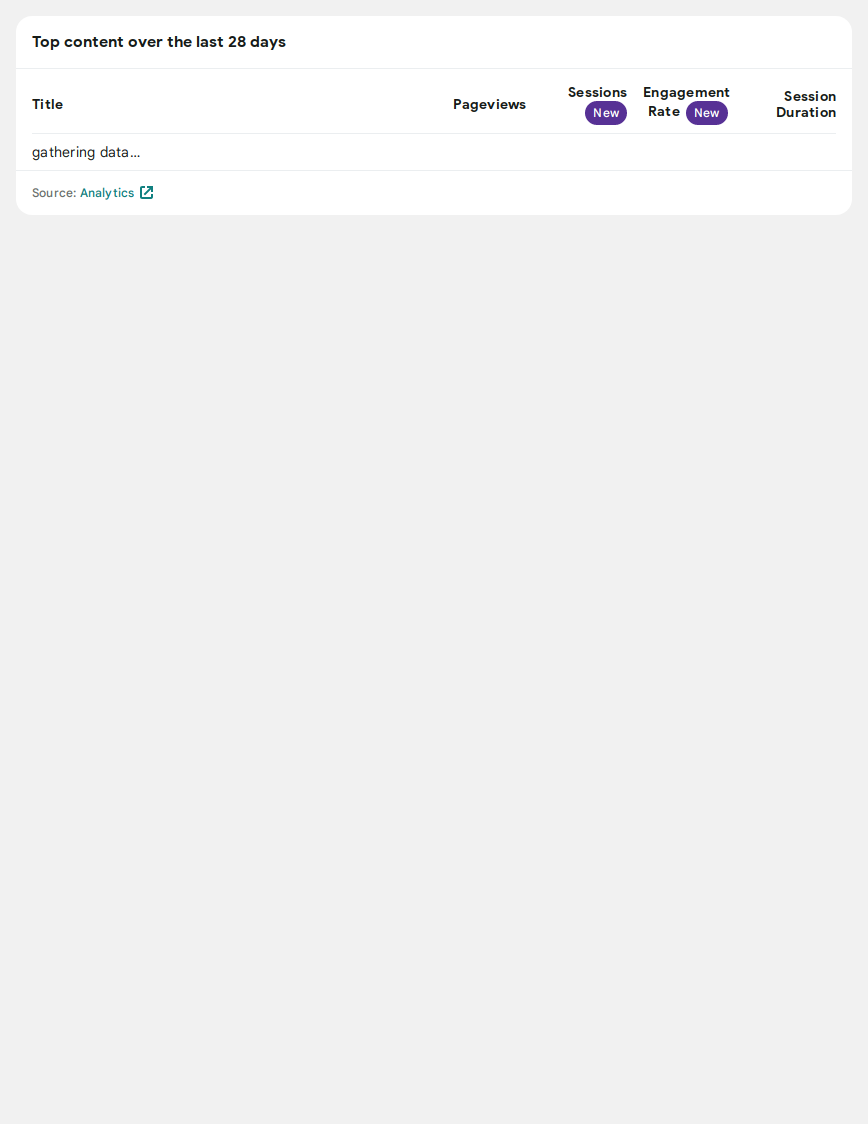 Top content over the last 28 days
Title
Pageviews
Sessions
New
Engagement
Rate New
Session
Duration
gathering data...
Source: Analytics